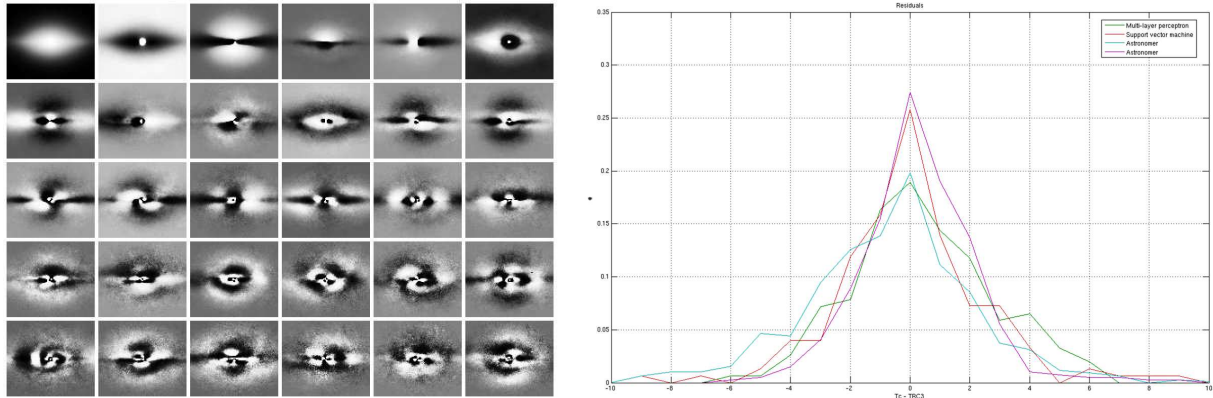 Residuals
Multi-layer perceptron
Support vector machine
Astronomer
Astronomer
0.35
0.3
0.25
0.2
0.15
0.1
0.05
0
-10 -8 -6 -4 -2 0 2 4 6 8 10
Tc - TRC3